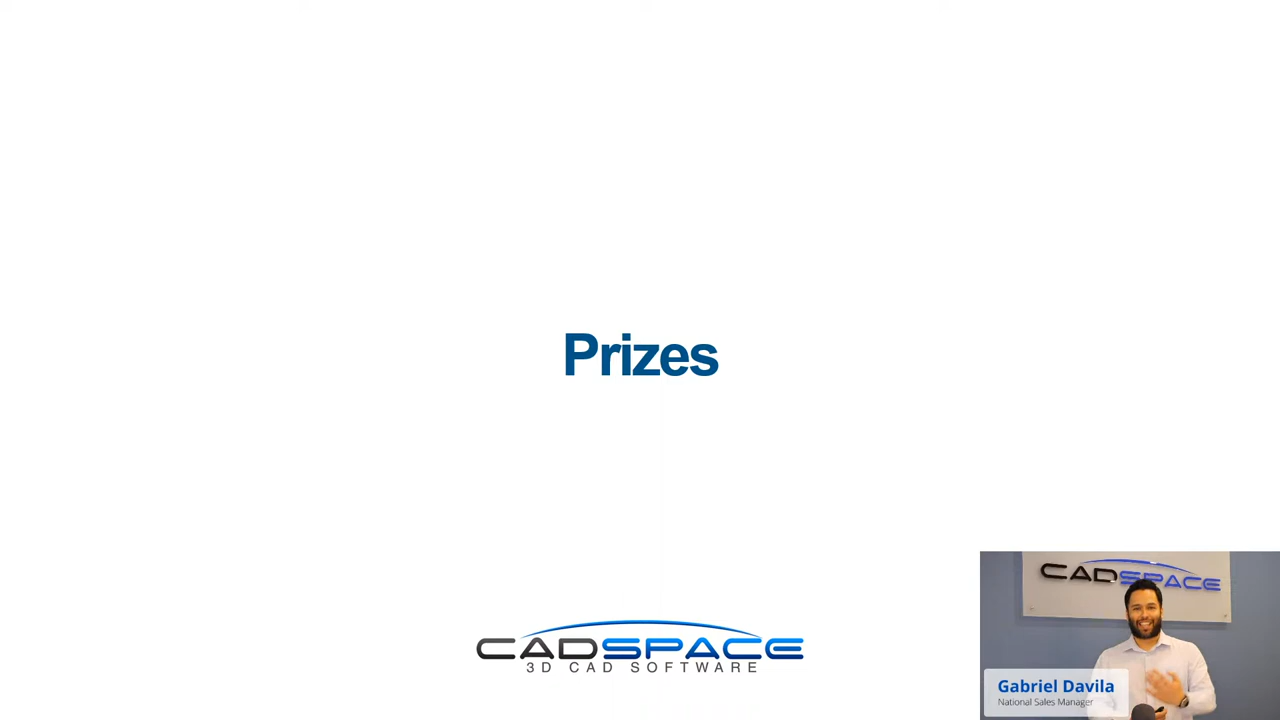 Prizes
CADSPACE
3D CAD SOFTWARE
CADSPACE
Gabriel Davila
National Sales Manager